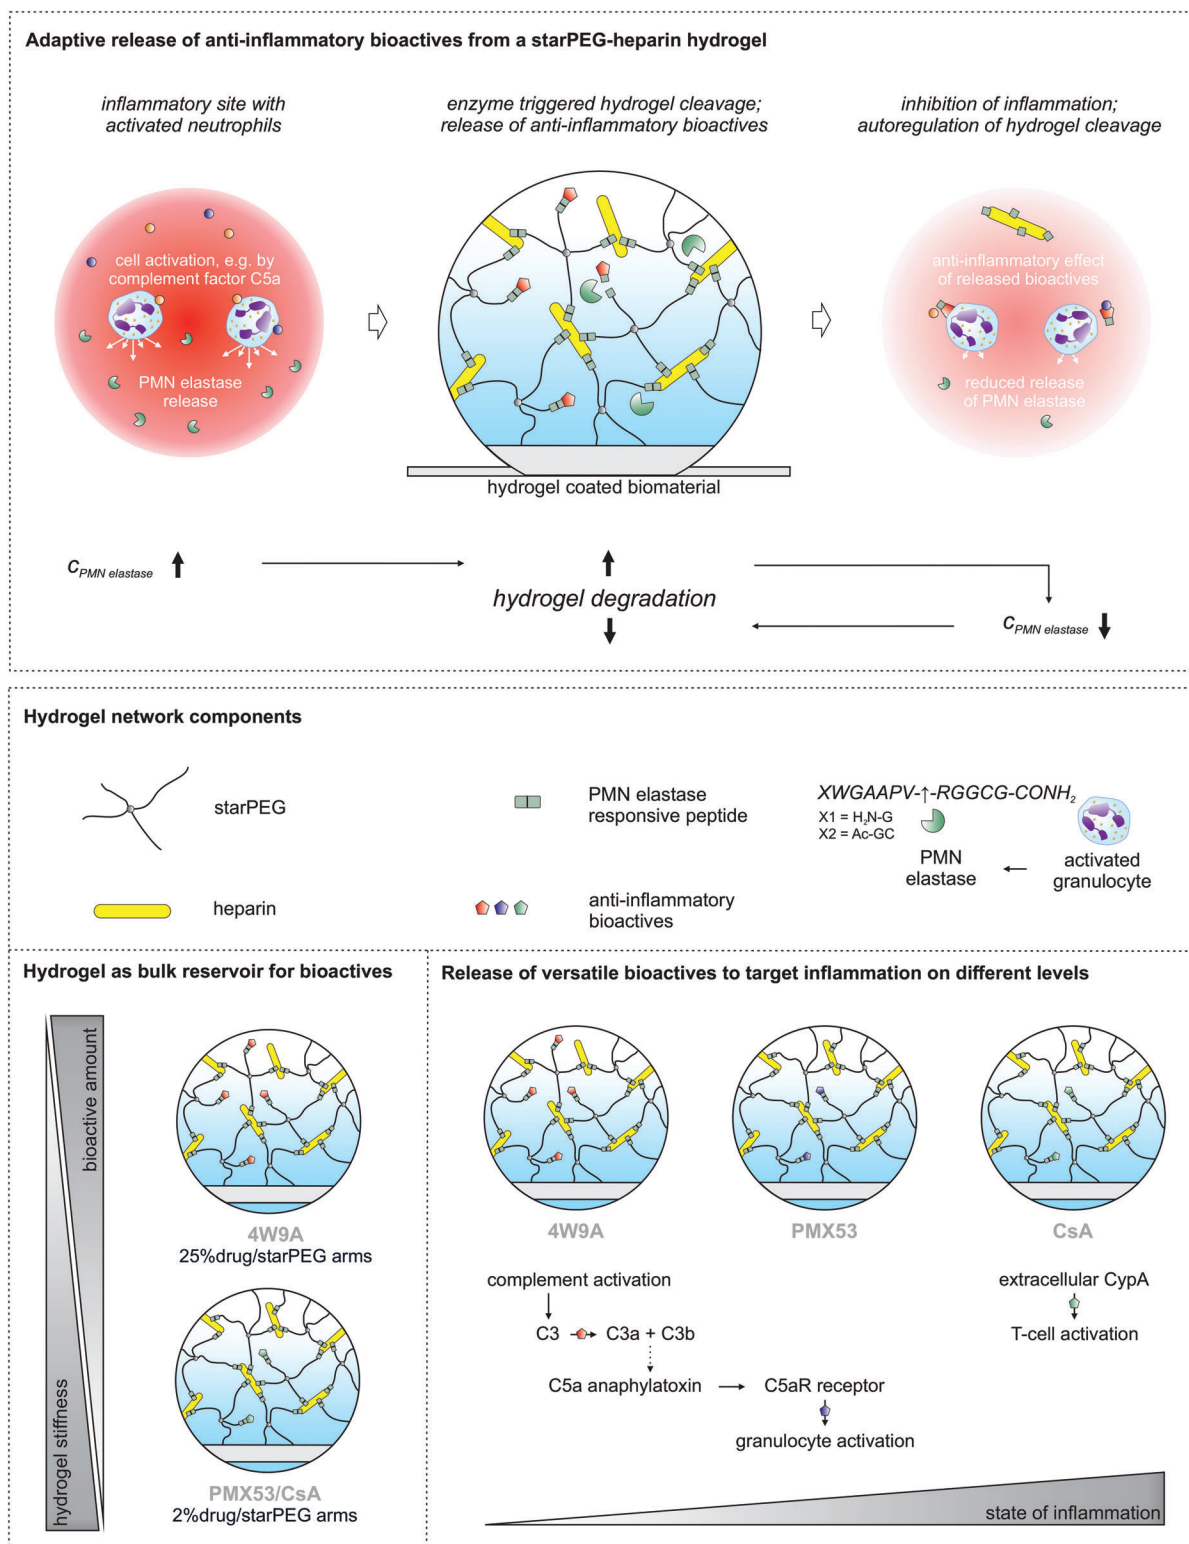 Adaptive release of anti-inflammatory bioactives from a starPEG-heparin hydrogel
inflammatory site with
activated neutrophils
enzyme triggered hydrogel cleavage;
release of anti-inflammatory bioactives
inhibition of inflammation;
autoregulation of hydrogel cleavage
cell activation, e.g. by
complement factor C5a
PMN elastase
release
anti-inflammatory effect
of released bioactives
reduced release
of PMN elastase
hydrogel coated biomaterial
C PMN elastase
hydrogel degradation
C PMN elastase
Hydrogel network components
starPEG
PMN elastase
responsive peptide
XWGAAPV-↑-RGGCG-CONH₂
X1 = H₂N-G
X2 = Ac-GC
PMN
elastase
activated
granulocyte
heparin
anti-inflammatory
bioactives
Hydrogel as bulk reservoir for bioactives
bioactive amount
hydrogel stiffness
4W9A
25%drug/starPEG arms
PMX53/CsA
2%drug/starPEG arms
Release of versatile bioactives to target inflammation on different levels
4W9A
PMX53
CsA
complement activation
C3
C3a + C3b
C5a anaphylatoxin
C5aR receptor
granulocyte activation
extracellular CypA
T-cell activation
state of inflammation